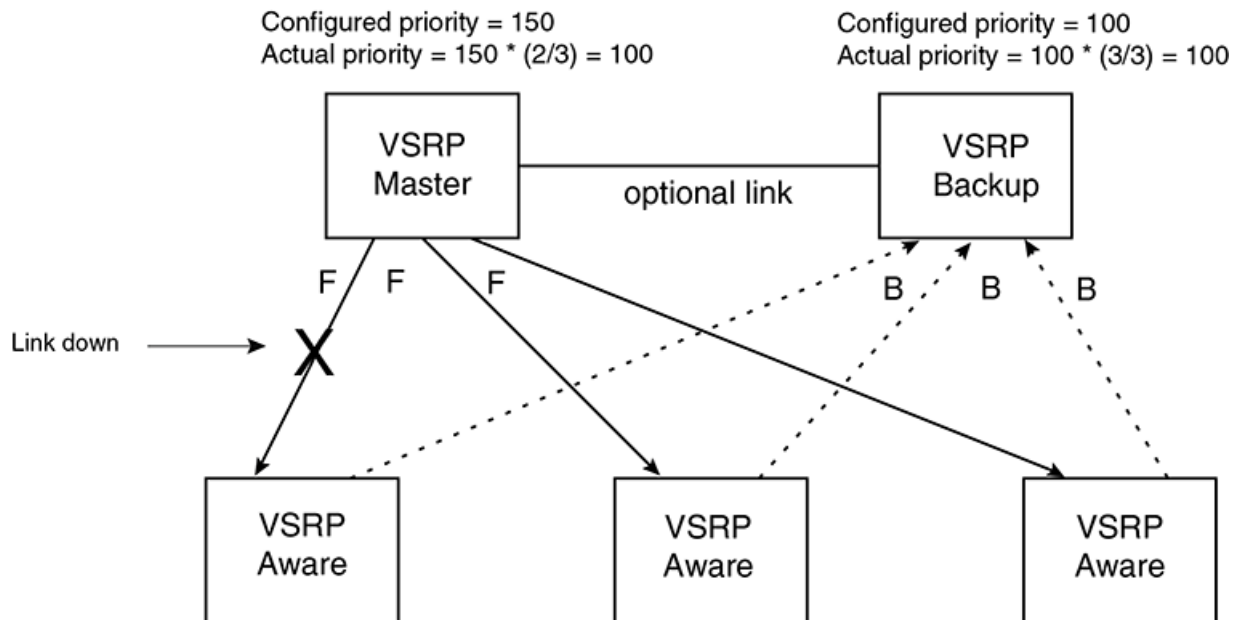 Configured priority = 150
Actual priority = 150 * (2/3) = 100
Configured priority = 100
Actual priority = 100 * (3/3) = 100
VSRP
Master
optional link
VSRP
Backup
F
F
F
B
B
B
Link down
X
VSRP
Aware
VSRP
Aware
VSRP
Aware